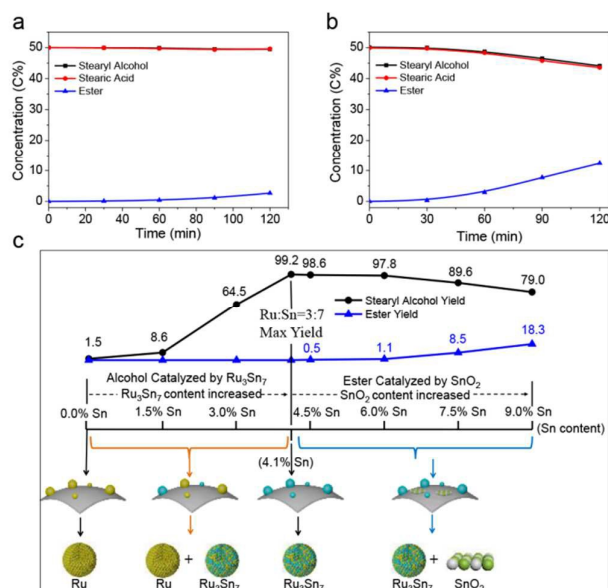 a
Concentration (C%)
50
40
30
20
10
0
Stearyl Alcohol
Stearic Acid
Ester
0 20 40 60 80 100 120
Time (min)
b
Concentration (C%)
50
40
30
20
10
0
Stearyl Alcohol
Stearic Acid
Ester
0 30 60 90 120
Time (min)
c
1.5 8.6 64.5 99.2 98.6 97.8 89.6 79.0
Stearyl Alcohol Yield
Ester Yield
Ru:Sn=3:7
Max Yield
0.5 1.1 8.5 18.3
Alcohol Catalyzed by Ru₃Sn₇
Ru₃Sn₇ content increased
Ester Catalyzed by SnO₂
SnO₂ content increased
0.0% Sn 1.5% Sn 3.0% Sn 4.5% Sn 6.0% Sn 7.5% Sn 9.0% Sn
(Sn content)
(4.1% Sn)
Ru Ru + Ru₃Sn₇ Ru₃Sn₇ Ru₃Sn₇ + SnO₂